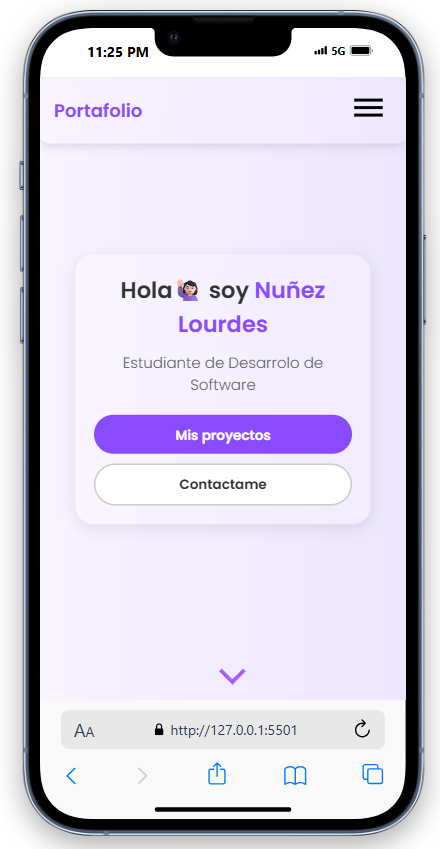 11:25 PM
5G
Portafolio
Hola 🙋🏻‍♀️ soy Nuñez
Lourdes
Estudiante de Desarrolo de
Software
Mis proyectos
Contactame
AA
http://127.0.0.1:5501